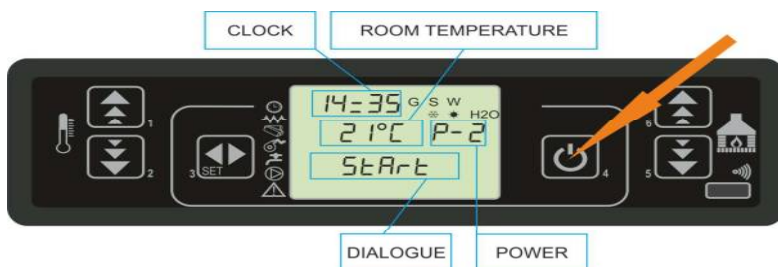 CLOCK ROOM TEMPERATURE
14:35 G S W
H2O
21°C P-2
StArt
1
2
3 SET
4
6
5
DIALOGUE POWER